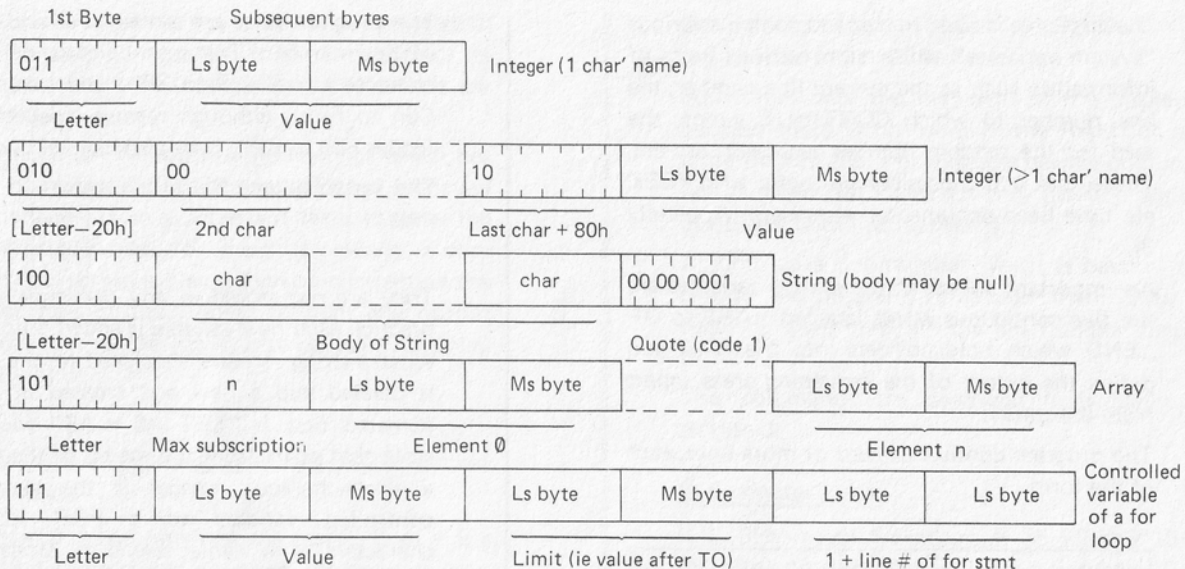 1st Byte Subsequent bytes
011 Ls byte Ms byte Integer (1 char' name)
Letter Value
010 00 10 Ls byte Ms byte Integer (>1 char' name)
[Letter–20h] 2nd char Last char + 80h Value
100 char char 00 00 0001 String (body may be null)
[Letter–20h] Body of String Quote (code 1)
101 n Ls byte Ms byte Ls byte Ms byte Array
Letter Max subscription Element 0 Element n
111 Ls byte Ms byte Ls byte Ms byte Ls byte Ls byte Controlled
variable
of a for
loop
Letter Value Limit (ie value after TO) 1 + line # of for stmt